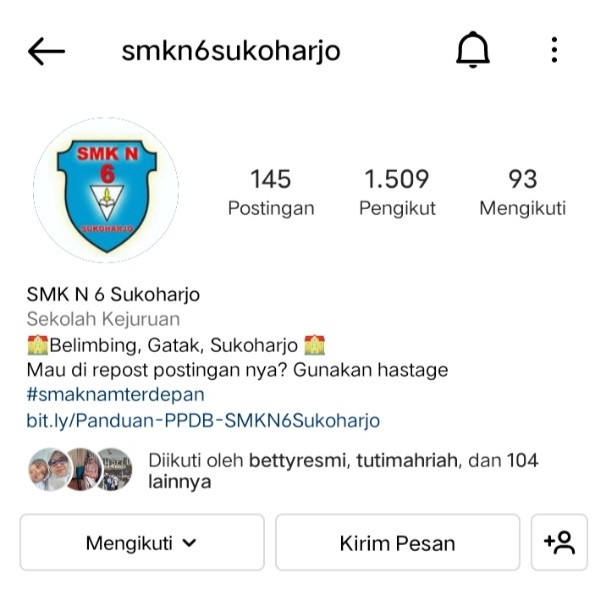 smkn6sukoharjo
SMK N
6
SUKOHARJO
145
Postingan
1.509
Pengikut
93
Mengikuti
SMK N 6 Sukoharjo
Sekolah Kejuruan
Belimbing, Gatak, Sukoharjo
Mau di repost postingan nya? Gunakan hastage
#smaknamterdepan
bit.ly/Panduan-PPDB-SMKN6Sukoharjo
Diikuti oleh bettyresmi, tutimahriah, dan 104
lainnya
Mengikuti
Kirim Pesan